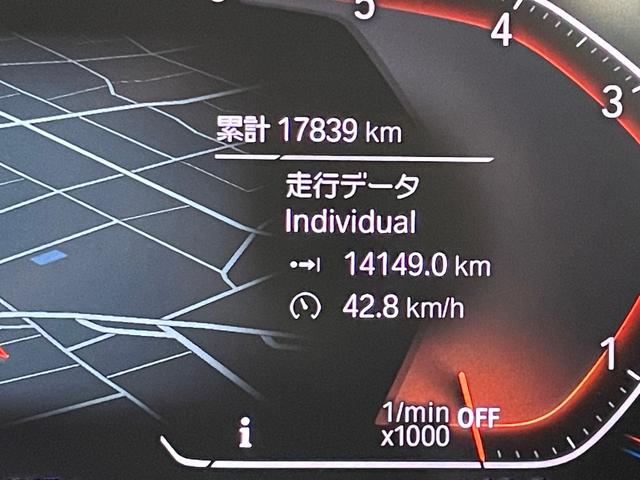 5
4
3
累計 17839 km
走行データ
Individual
14149.0 km
42.8 km/h
1
1/min OFF
x1000
i